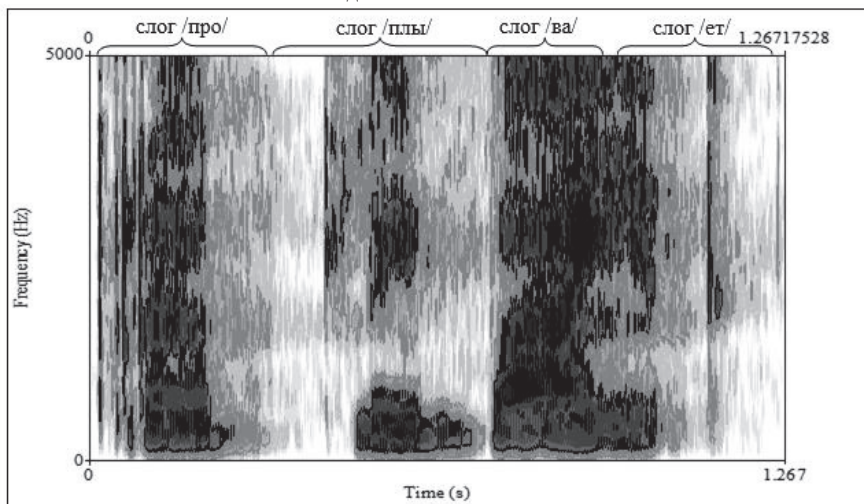 0 слог /про/ слог /плы/ слог /ва/ слог /ет/ 1.26717528
5000
Frequency (Hz)
0
0 1.267
Time (s)